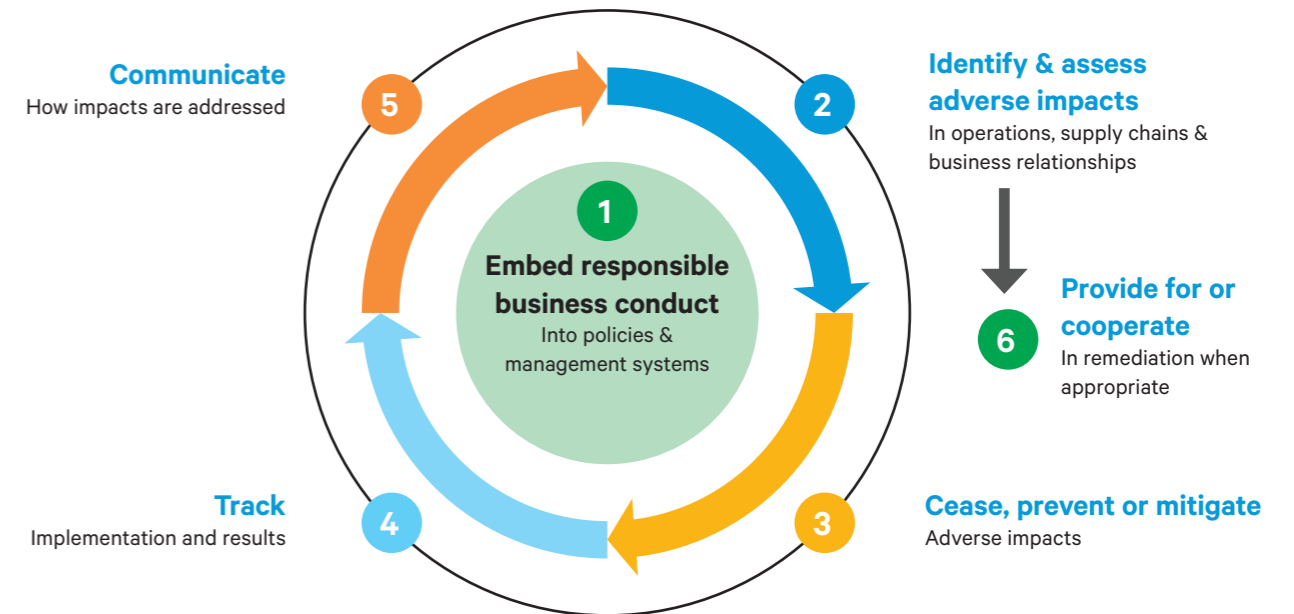 1
Embed responsible
business conduct
Into policies &
management systems
2
Identify & assess
adverse impacts
In operations, supply chains &
business relationships
3
Cease, prevent or mitigate
Adverse impacts
4
Track
Implementation and results
5
Communicate
How impacts are addressed
6
Provide for or
cooperate
In remediation when
appropriate